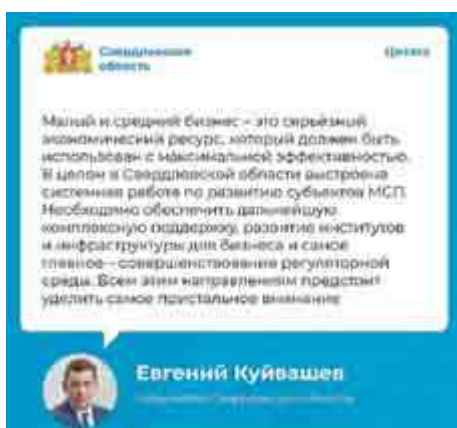 Свердловская
область
Цитата
Малый и средний бизнес – это серьёзный
экономический ресурс, который должен быть
использован с максимальной эффективностью.
В целом в Свердловской области выстроена
системная работа по развитию субъектов МСП.
Необходимо обеспечить дальнейшую
комплексную поддержку, развитие институтов
и инфраструктуры для бизнеса и самое
главное – совершенствование регуляторной
среды. Всем этим направлениям предстоит
уделить самое пристальное внимание
Евгений Куйвашев